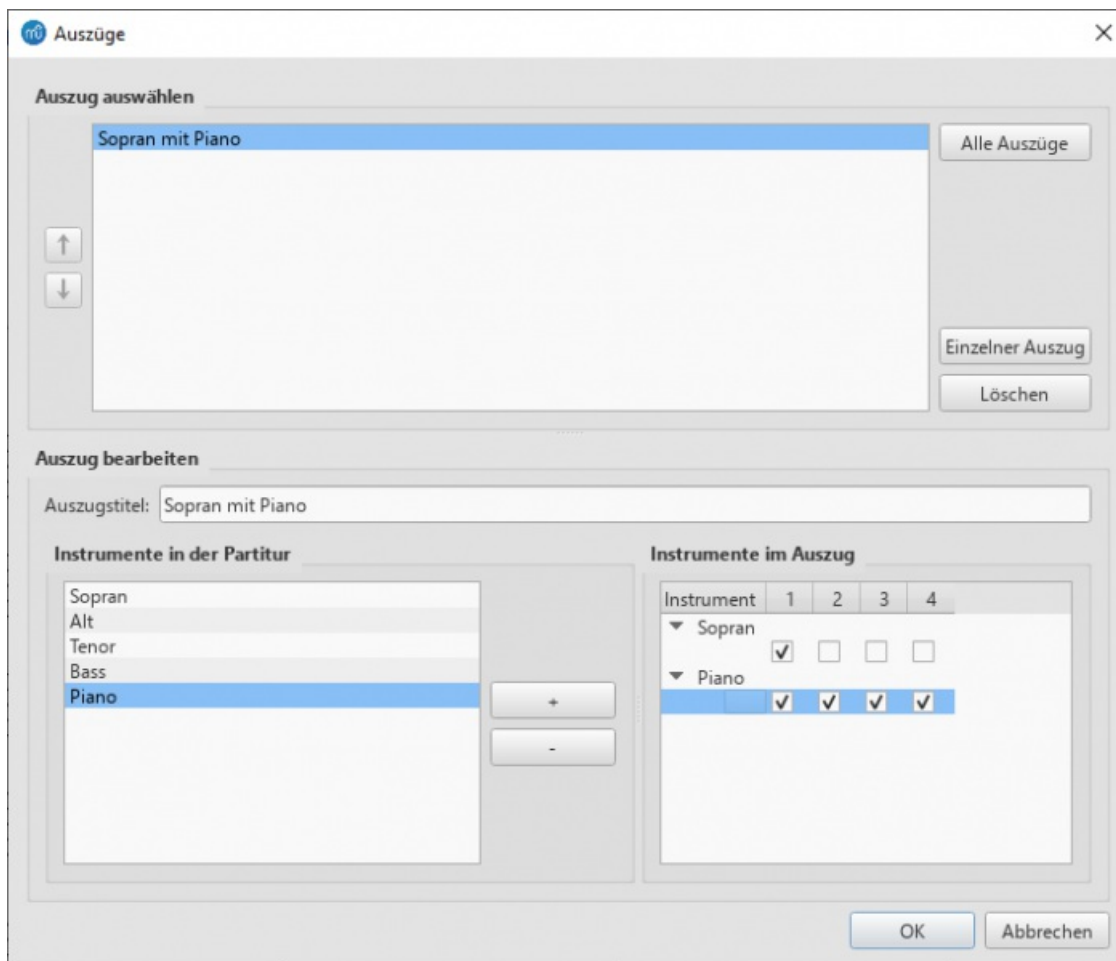 Auszüge
Auszug auswählen
Sopran mit Piano
Alle Auszüge
Einzelner Auszug
Löschen
Auszug bearbeiten
Auszugstitel: Sopran mit Piano
Instrumente in der Partitur
Sopran
Alt
Tenor
Bass
Piano
+
-
Instrumente im Auszug
Instrument 1 2 3 4
Sopran
Piano
OK Abbrechen